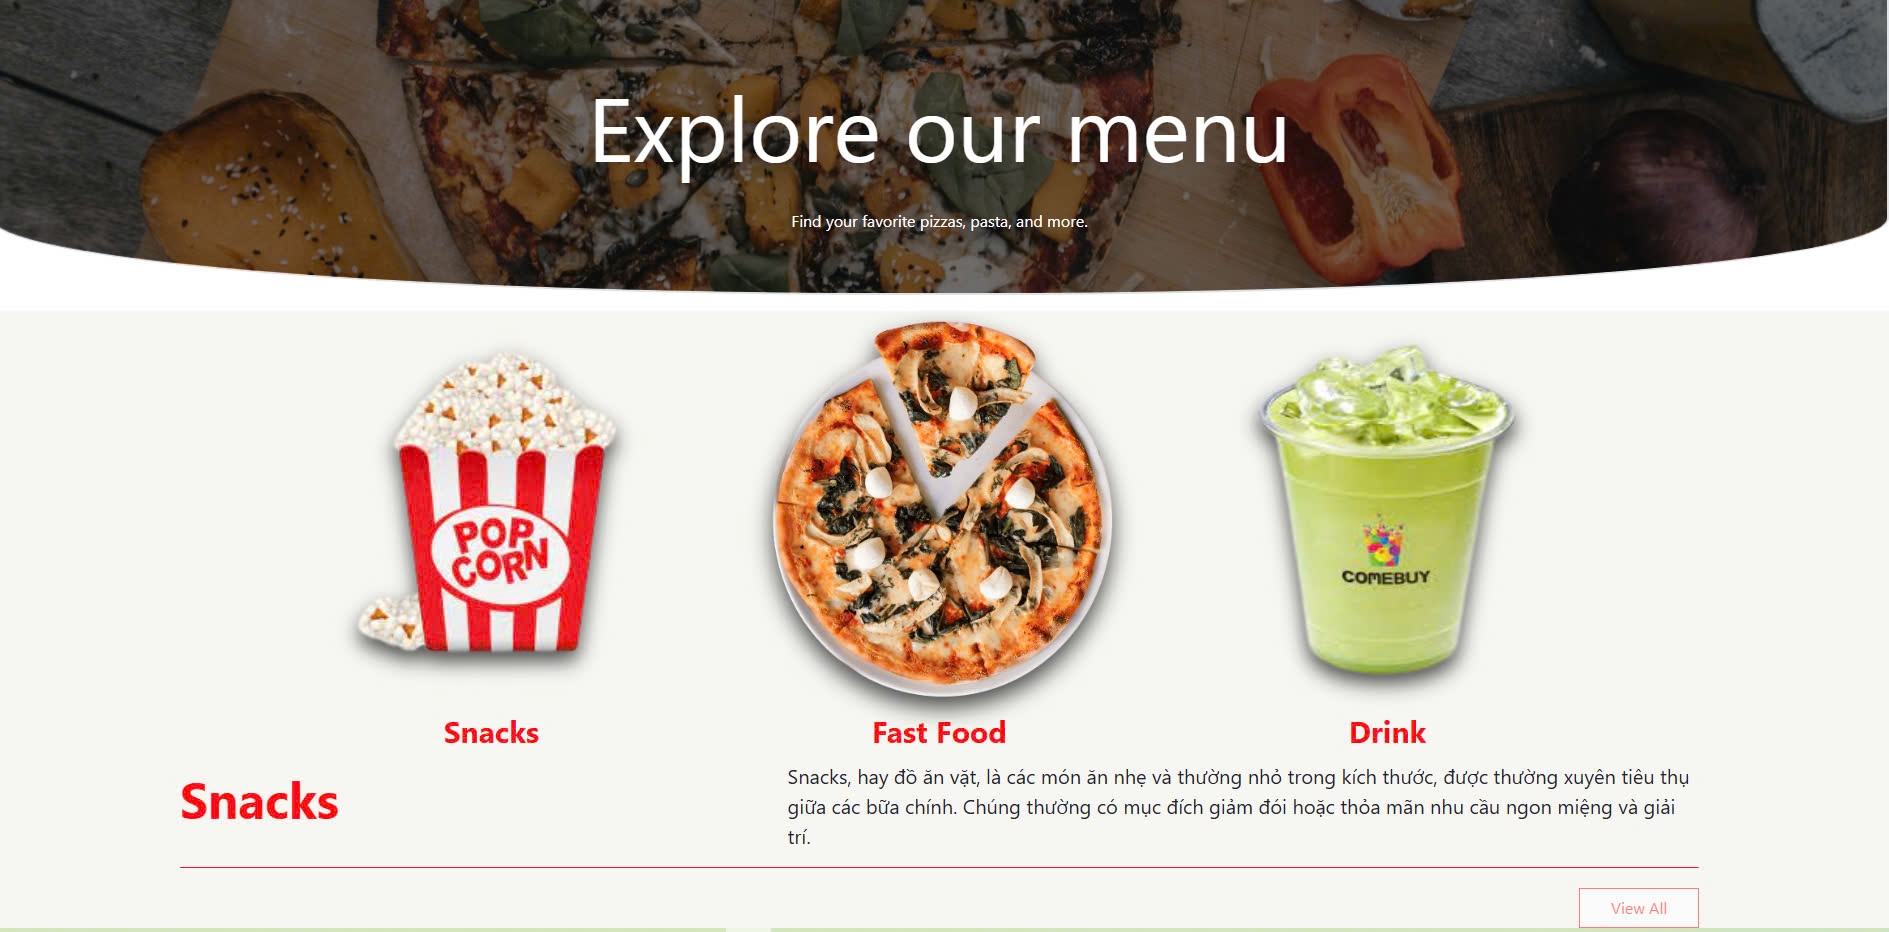 Explore our menu
Find your favorite pizzas, pasta, and more.
POP
CORN
COMEBUY
Snacks
Fast Food
Drink
Snacks
Snacks, hay đồ ăn vặt, là các món ăn nhẹ và thường nhỏ trong kích thước, được thường xuyên tiêu thụ
giữa các bữa chính. Chúng thường có mục đích giảm đói hoặc thỏa mãn nhu cầu ngon miệng và giải
trí.
View All